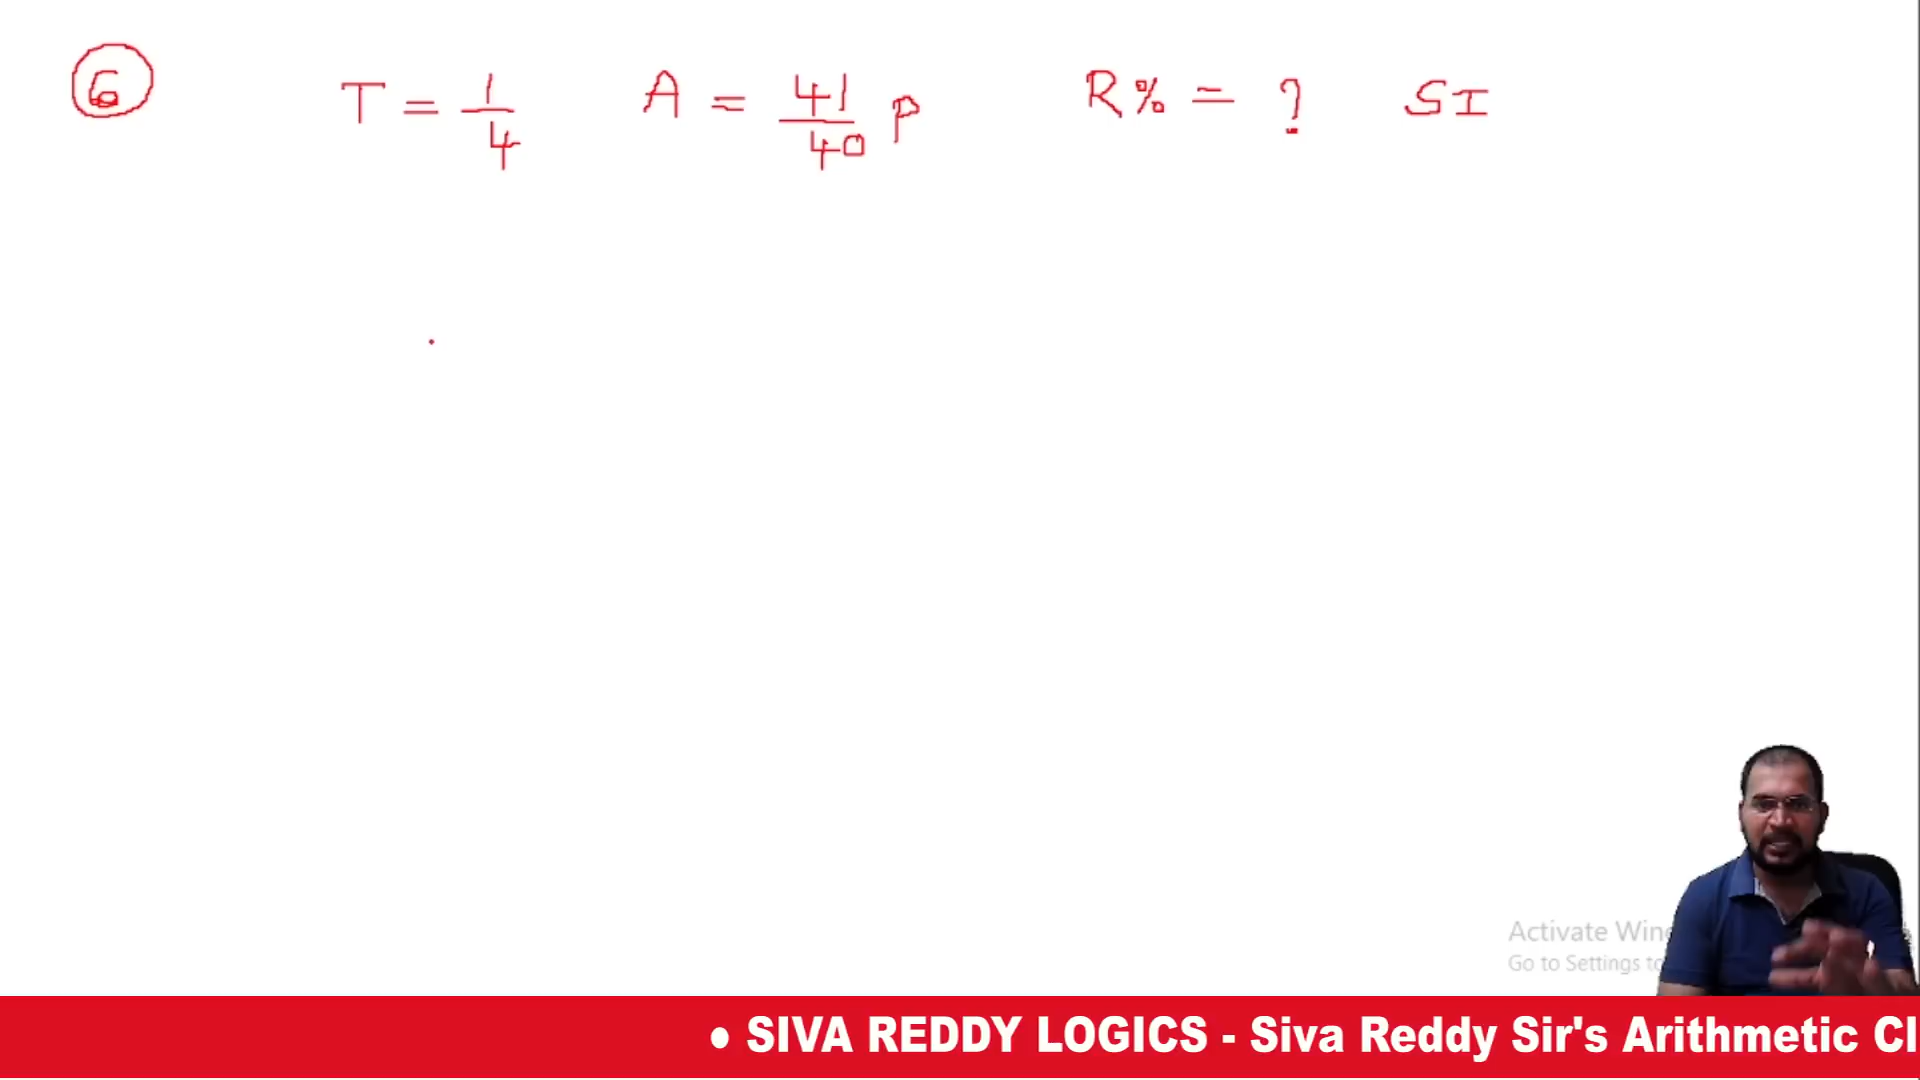 6 T = 1/4 A = 41/40 P R% = ? SI
Activate Win
Go to Settings to
• SIVA REDDY LOGICS - Siva Reddy Sir's Arithmetic Cl